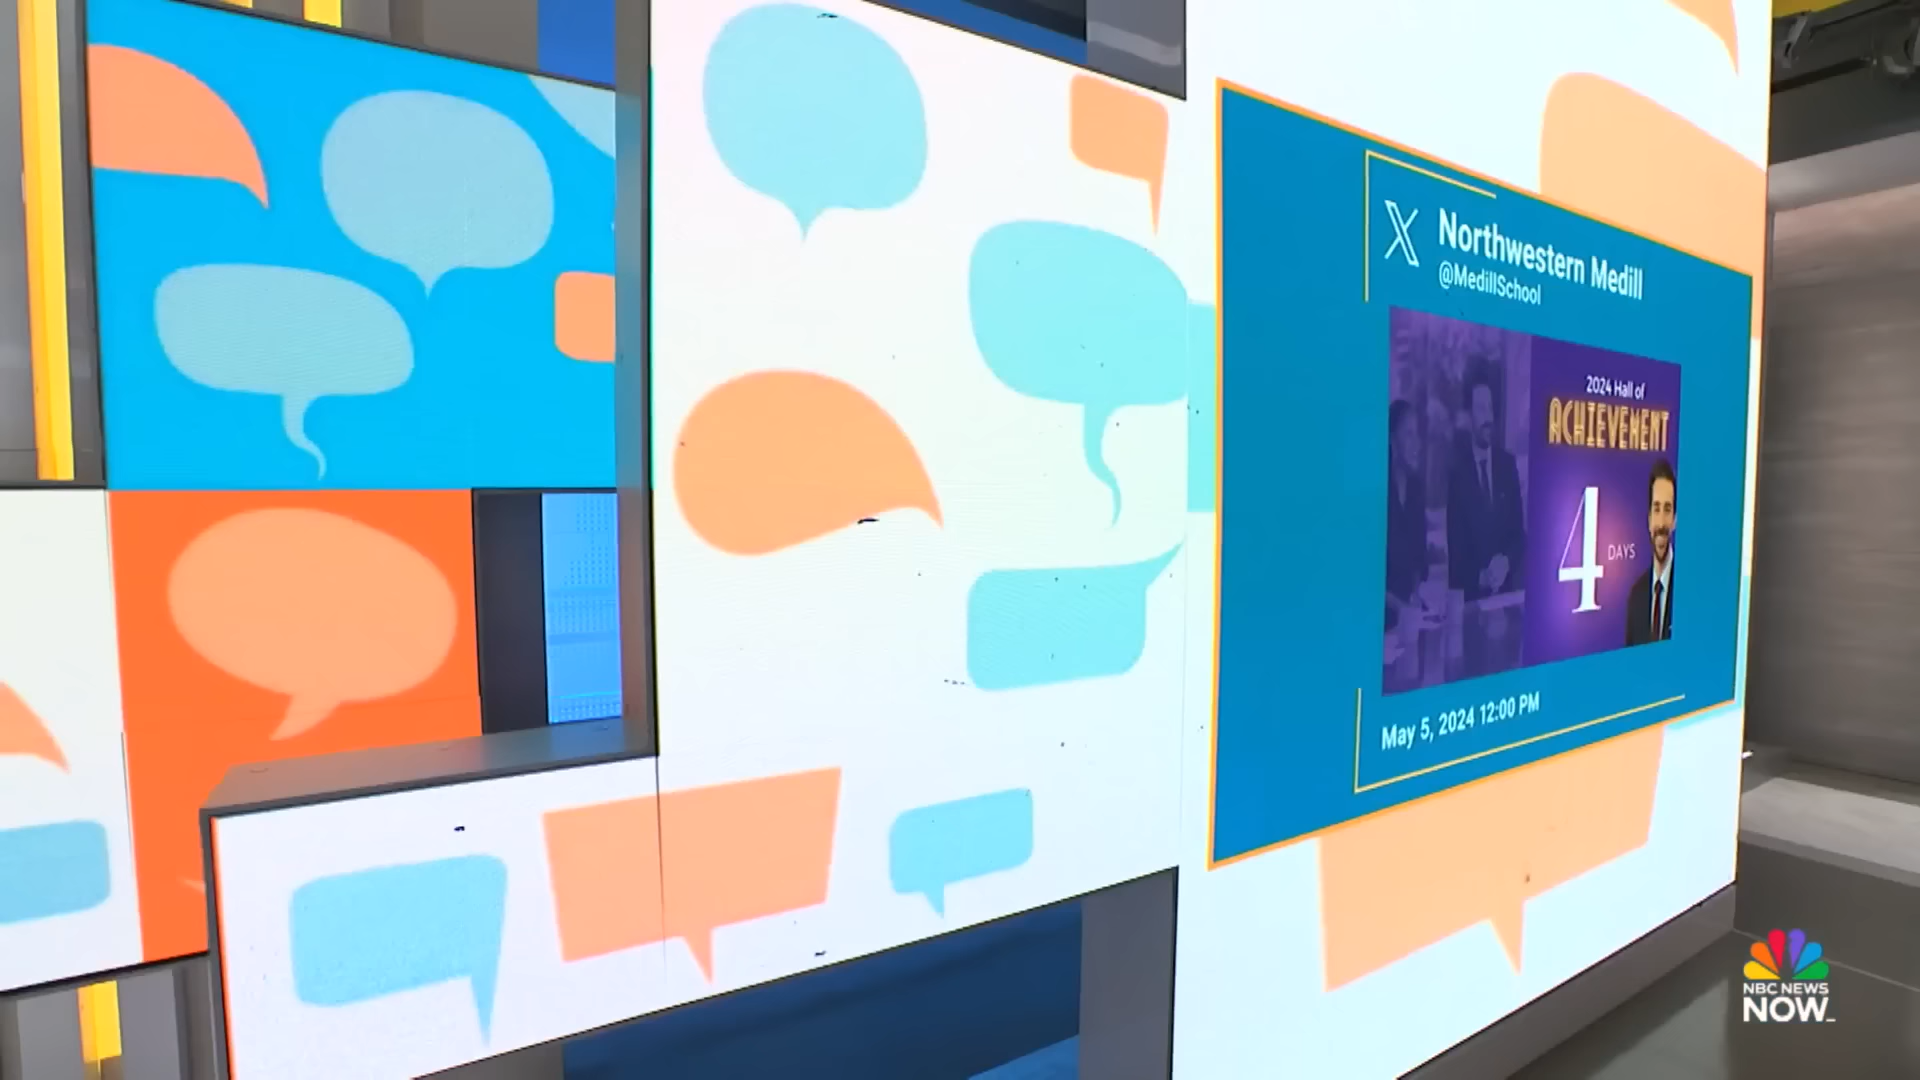 X Northwestern Medill
@MedillSchool
2024 Hall of
ACHIEVEMENT
4 DAYS
May 5, 2024 12:00 PM
NBC NEWS
NOW